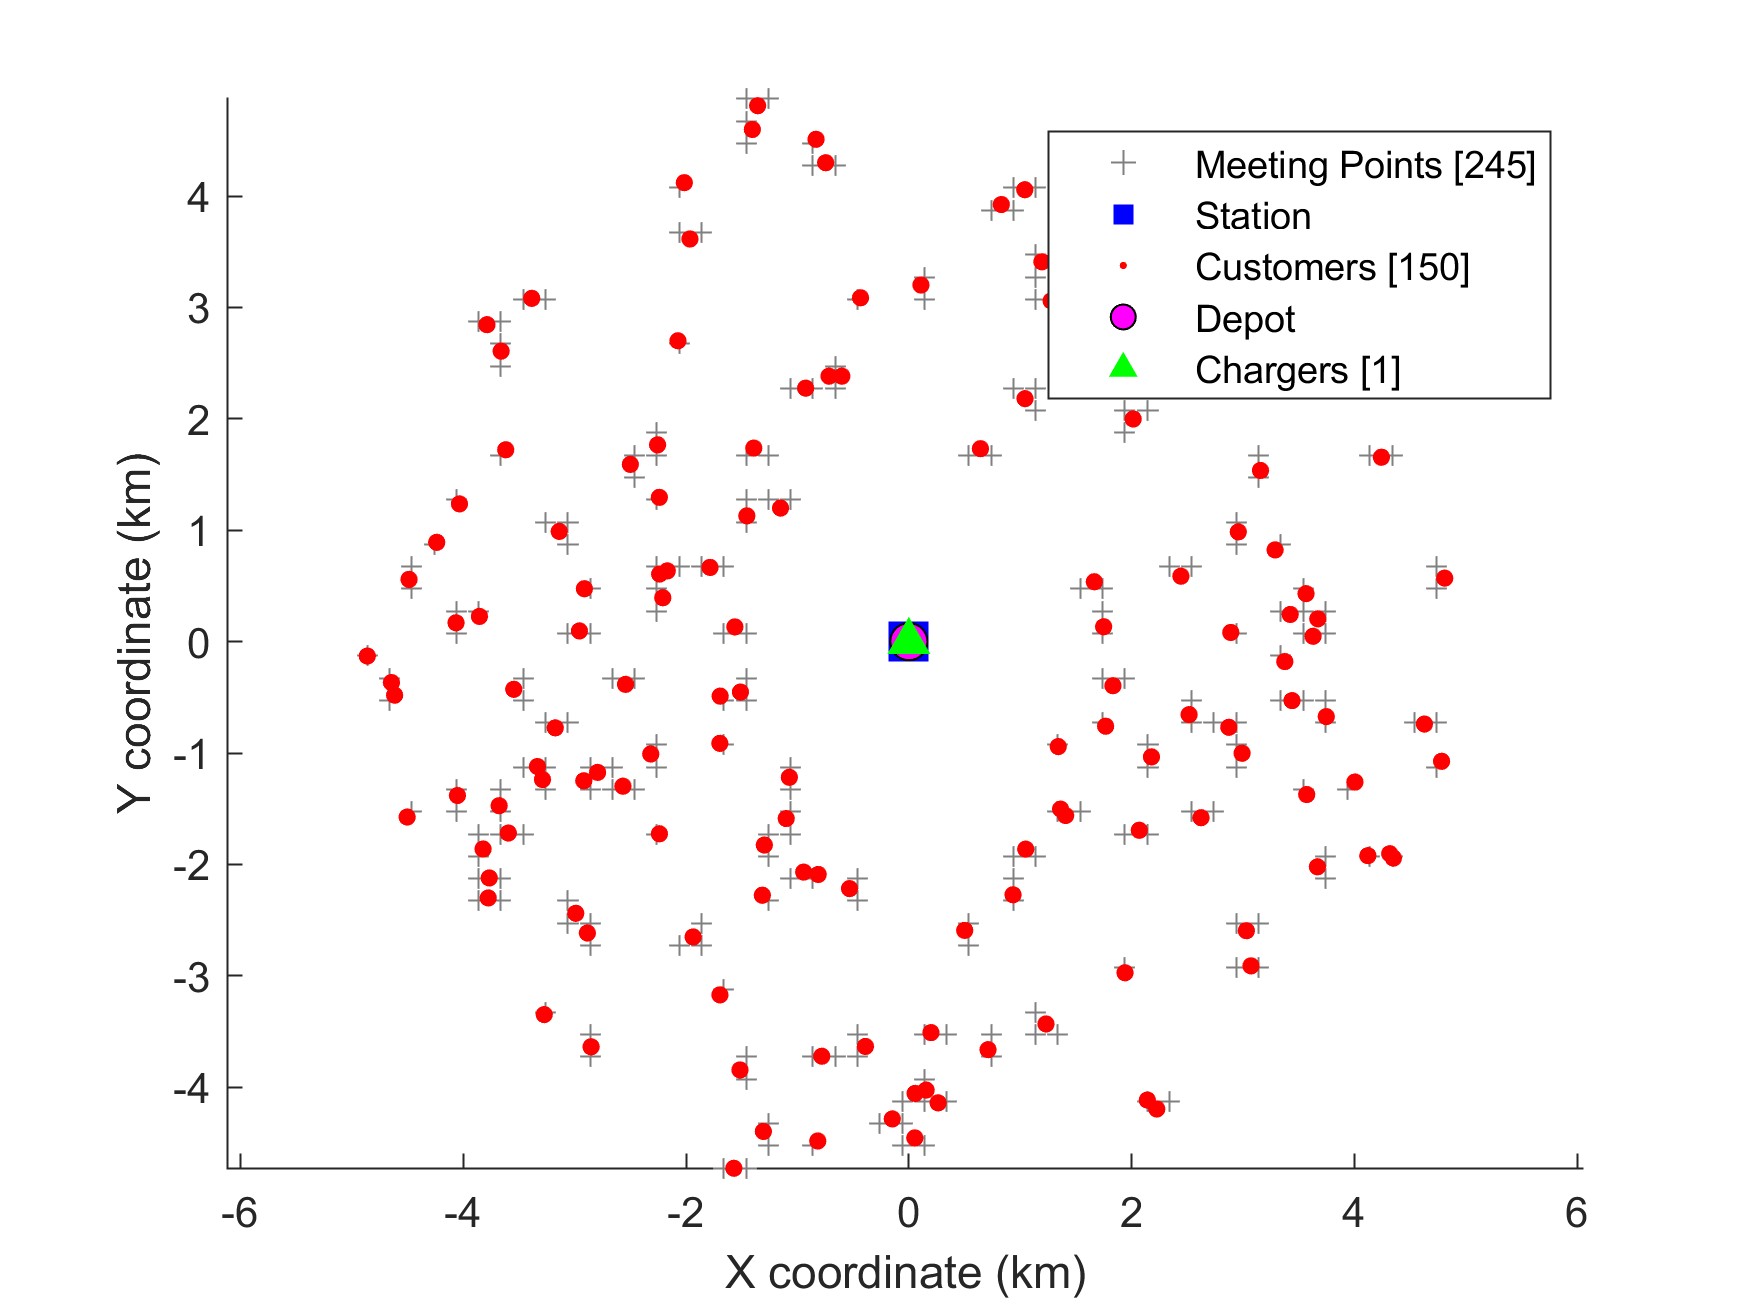 Meeting Points [245]
Station
Customers [150]
Depot
Chargers [1]
4
3
2
1
0
-1
-2
-3
-4
Y coordinate (km)
-6 -4 -2 0 2 4 6
X coordinate (km)